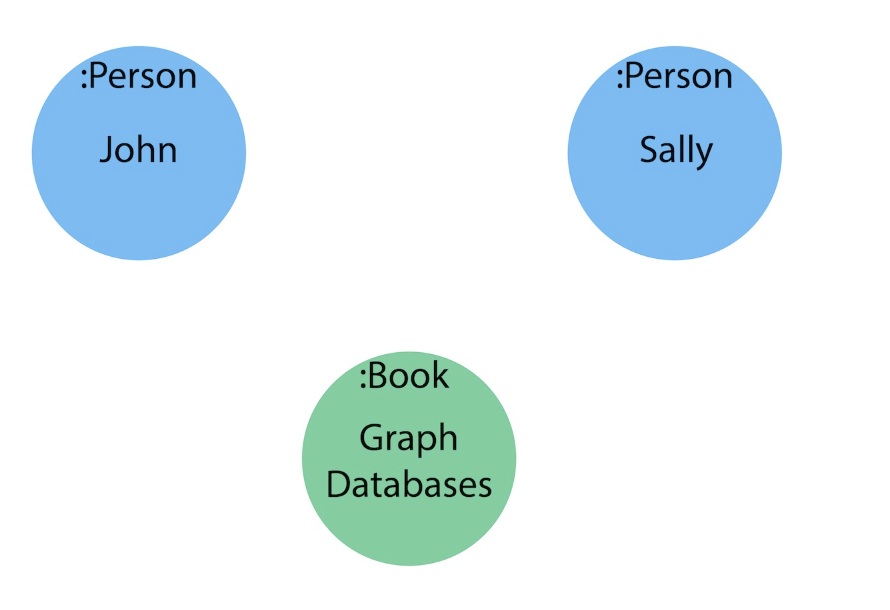 :Person
John
:Person
Sally
:Book
Graph
Databases